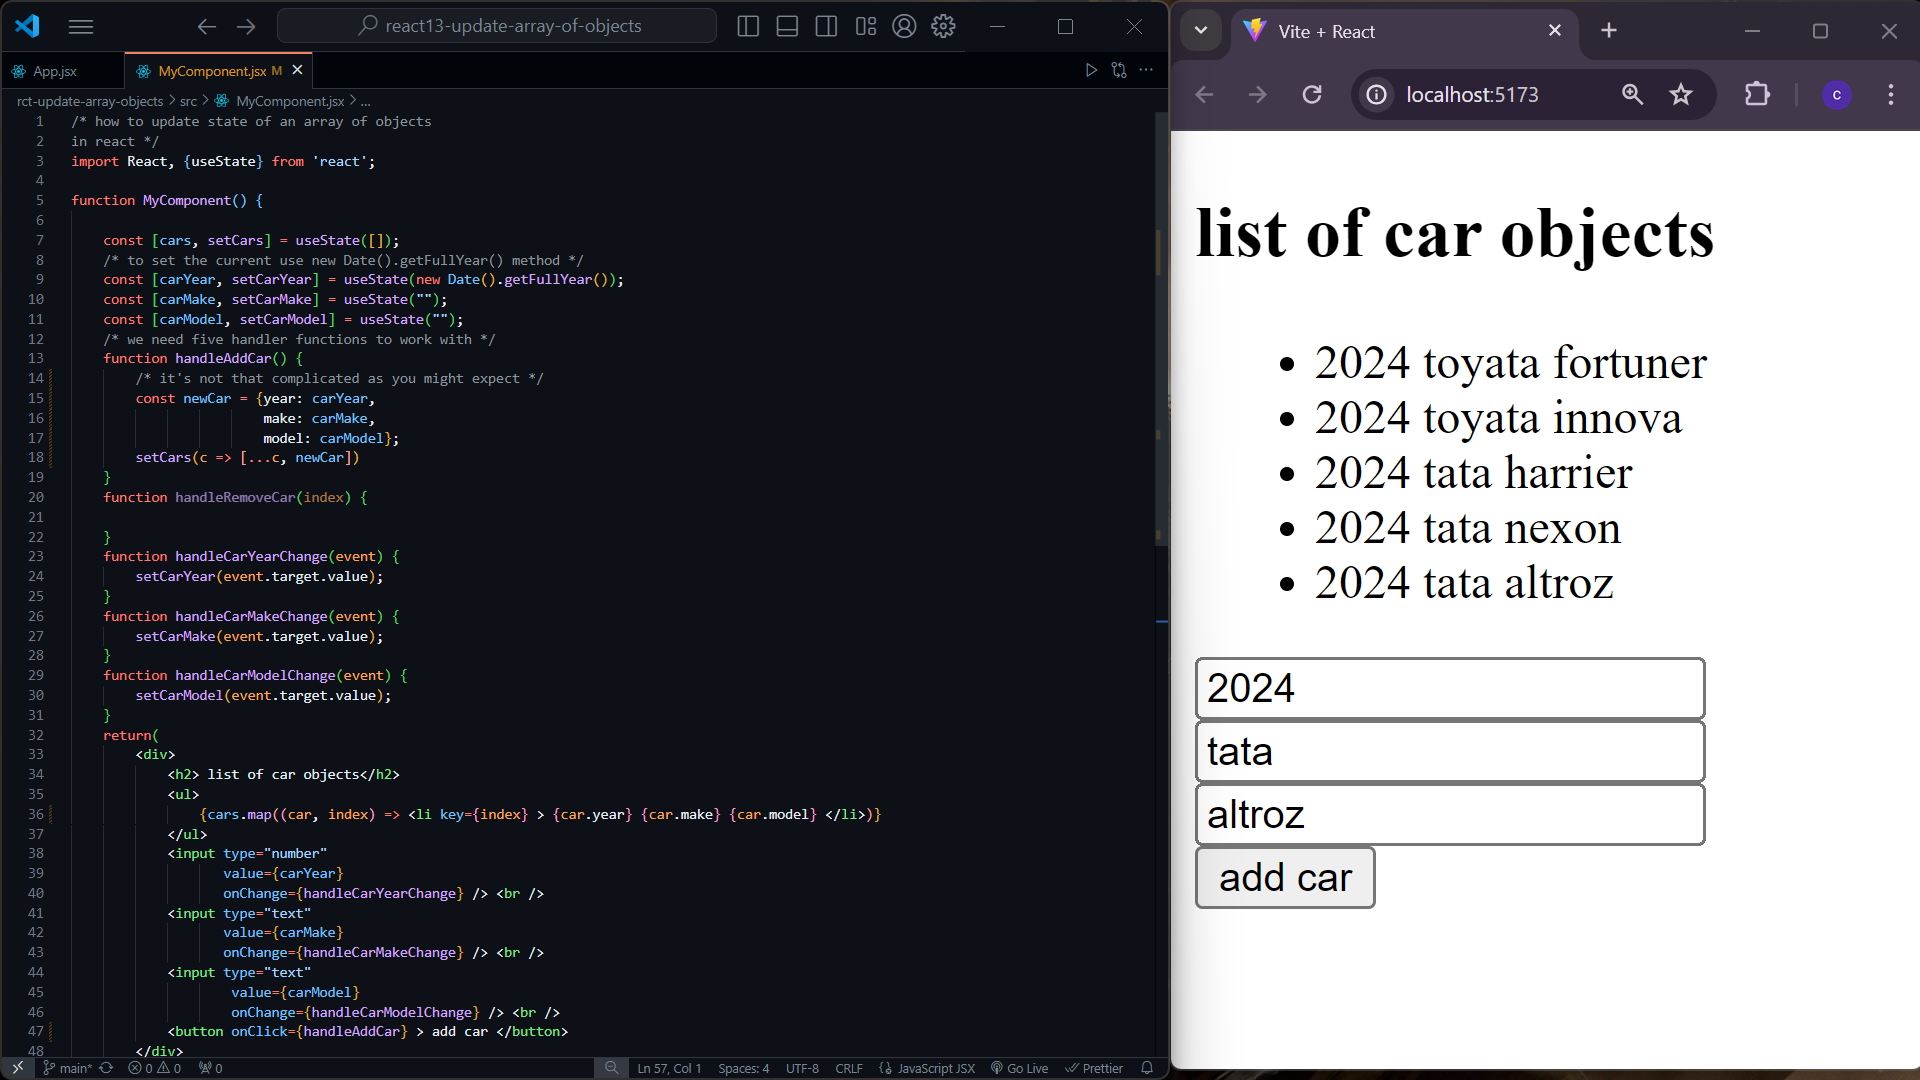 react13-update-array-of-objects
App.jsx
MyComponent.jsx M
rct-update-array-objects > src > MyComponent.jsx > ...
1 /* how to update state of an array of objects
2 in react */
3 import React, {useState} from 'react';
4
5 function MyComponent() {
6
7 const [cars, setCars] = useState([]);
8 /* to set the current use new Date().getFullYear() method */
9 const [carYear, setCarYear] = useState(new Date().getFullYear());
10 const [carMake, setCarMake] = useState("");
11 const [carModel, setCarModel] = useState("");
12 /* we need five handler functions to work with */
13 function handleAddCar() {
14 /* it's not that complicated as you might expect */
15 const newCar = {year: carYear,
16 make: carMake,
17 model: carModel};
18 setCars(c => [...c, newCar])
19 }
20 function handleRemoveCar(index) {
21
22 }
23 function handleCarYearChange(event) {
24 setCarYear(event.target.value);
25 }
26 function handleCarMakeChange(event) {
27 setCarMake(event.target.value);
28 }
29 function handleCarModelChange(event) {
30 setCarModel(event.target.value);
31 }
32 return(
33 <div>
34 <h2> list of car objects</h2>
35 <ul>
36 {cars.map((car, index) => <li key={index} > {car.year} {car.make} {car.model} </li>)}
37 </ul>
38 <input type="number"
39 value={carYear}
40 onChange={handleCarYearChange} /> <br />
41 <input type="text"
42 value={carMake}
43 onChange={handleCarMakeChange} /> <br />
44 <input type="text"
45 value={carModel}
46 onChange={handleCarModelChange} /> <br />
47 <button onClick={handleAddCar} > add car </button>
48 </div>
main* 0 0 0 Ln 57, Col 1 Spaces: 4 UTF-8 CRLF JavaScript JSX Go Live Prettier
Vite + React
localhost:5173
c
list of car objects
• 2024 toyata fortuner
• 2024 toyata innova
• 2024 tata harrier
• 2024 tata nexon
• 2024 tata altroz
2024
tata
altroz
add car